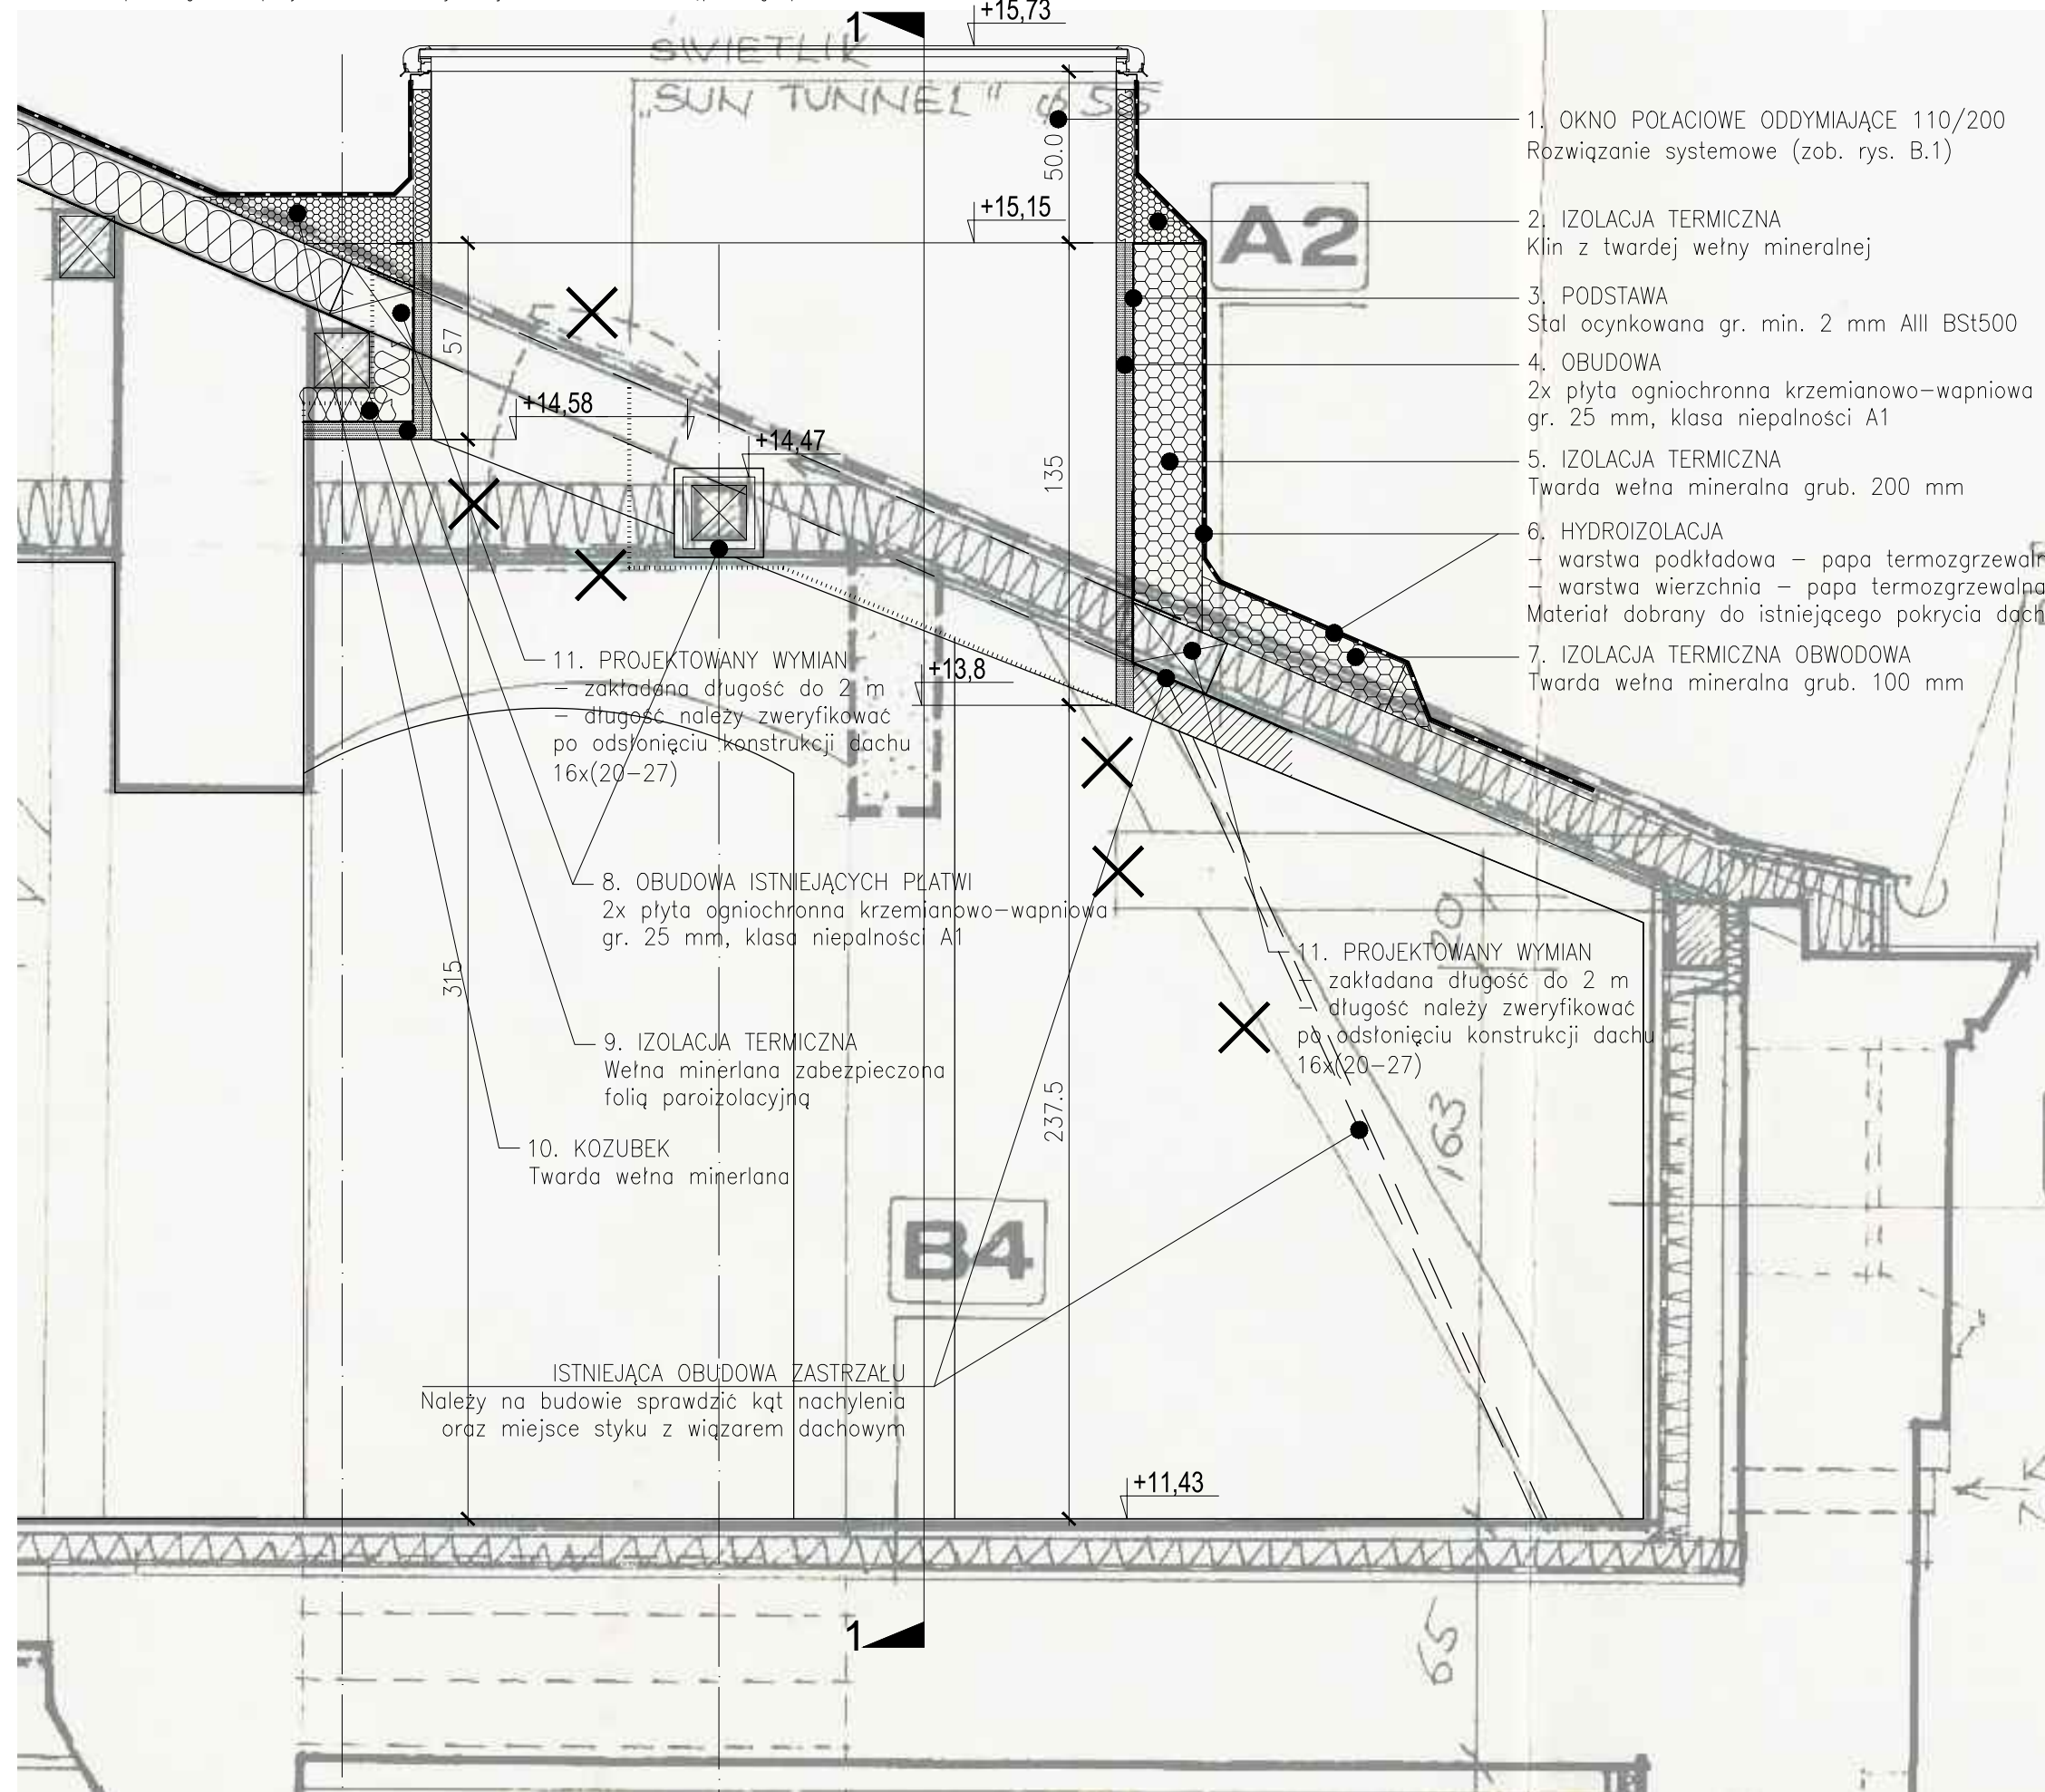 1
+15,73
ŚWIETLIK
„SUN TUNNEL" ϕ 55
50.0
+15,15
A2
57
+14,58
+14,47
135
+13,8
1. OKNO POŁACIOWE ODDYMIAJĄCE 110/200
Rozwiązanie systemowe (zob. rys. B.1)
2. IZOLACJA TERMICZNA
Klin z twardej wełny mineralnej
3. PODSTAWA
Stal ocynkowana gr. min. 2 mm AIII BSt500
4. OBUDOWA
2x płyta ogniochronna krzemianowo-wapniowa
gr. 25 mm, klasa niepalności A1
5. IZOLACJA TERMICZNA
Twarda wełna mineralna grub. 200 mm
6. HYDROIZOLACJA
- warstwa podkładowa - papa termozgrzewaln
- warstwa wierzchnia - papa termozgrzewalna
Materiał dobrany do istniejącego pokrycia dach
7. IZOLACJA TERMICZNA OBWODOWA
Twarda wełna mineralna grub. 100 mm
11. PROJEKTOWANY WYMIAN
- zakładana długość do 2 m
- długość należy zweryfikować
po odsłonięciu konstrukcji dachu
16x(20-27)
8. OBUDOWA ISTNIEJĄCYCH PŁATWI
2x płyta ogniochronna krzemianowo-wapniowa
gr. 25 mm, klasa niepalności A1
315
9. IZOLACJA TERMICZNA
Wełna minerlana zabezpieczona
folią paroizolacyjną
10. KOZUBEK
Twarda wełna minerlana
20
11. PROJEKTOWANY WYMIAN
- zakładana długość do 2 m
- długość należy zweryfikować
po odsłonięciu konstrukcji dachu
16x(20-27)
237.5
163
B4
ISTNIEJĄCA OBUDOWA ZASTRZAŁU
Należy na budowie sprawdzić kąt nachylenia
oraz miejsce styku z wiązarem dachowym
+11,43
1
65